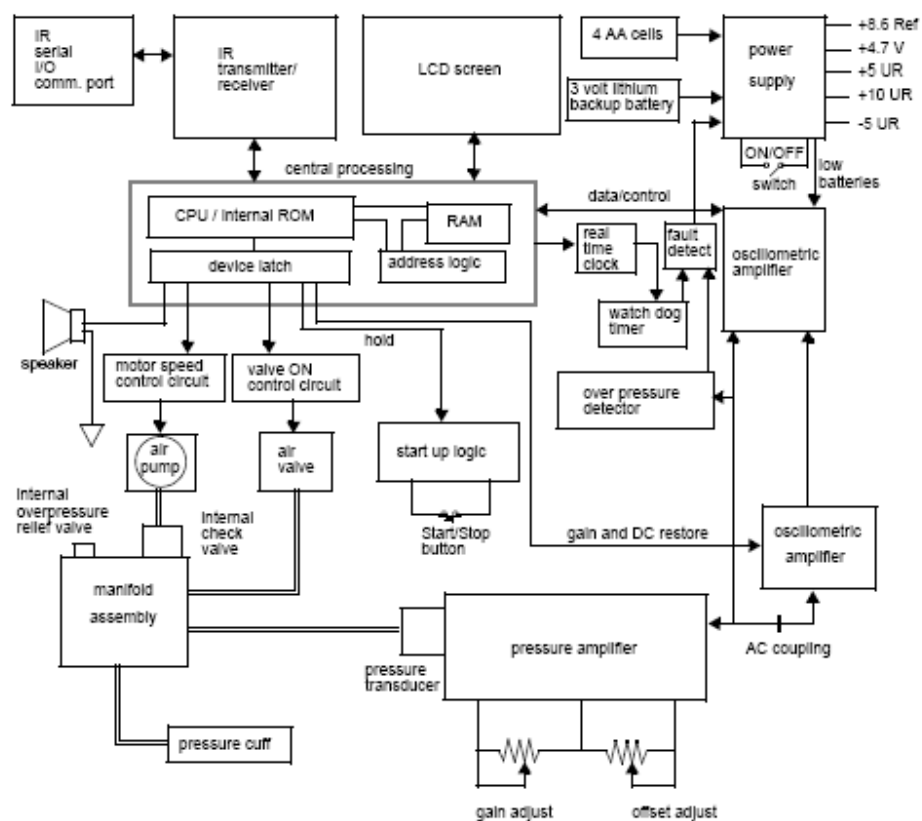 IR
serial
I/O
comm. port
IR
transmitter/
receiver
LCD screen
4 AA cells
3 volt lithium
backup battery
power
supply
+8.6 Ref
+4.7 V
+5 UR
+10 UR
-5 UR
ON/OFF
switch
low
batteries
central processing
CPU / Internal ROM
RAM
device latch
address logic
data/control
real
time
clock
fault
detect
oscillometric
amplifier
watch dog
timer
speaker
hold
motor speed
control circuit
valve ON
control circuit
over pressure
detector
air
pump
air
valve
start up logic
Start/Stop
button
Internal
overpressure
relief valve
Internal
check
valve
gain and DC restore
oscillometric
amplifier
manifold
assembly
pressure
transducer
pressure amplifier
AC coupling
pressure cuff
gain adjust
offset adjust